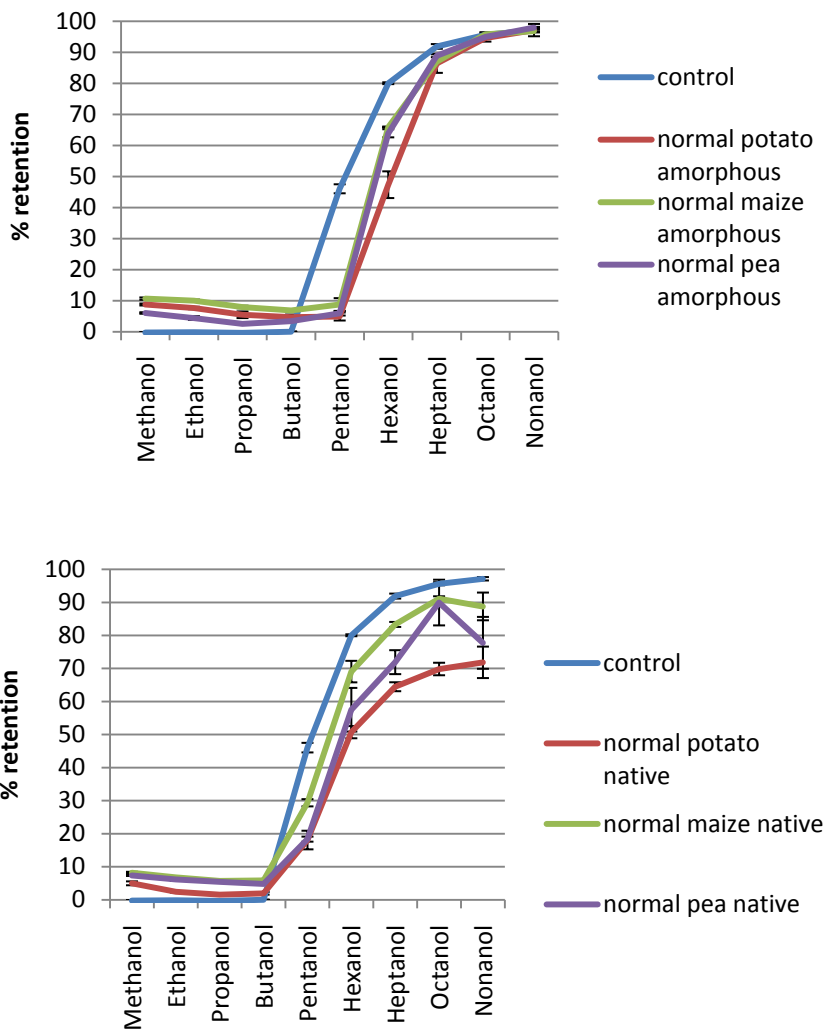 100
90
80
70
60
50
40
30
20
10
0
% retention
Methanol
Ethanol
Propanol
Butanol
Pentanol
Hexanol
Heptanol
Octanol
Nonanol
control
normal potato
amorphous
normal maize
amorphous
normal pea
amorphous
100
90
80
70
60
50
40
30
20
10
0
% retention
Methanol
Ethanol
Propanol
Butanol
Pentanol
Hexanol
Heptanol
Octanol
Nonanol
control
normal potato
native
normal maize native
normal pea native